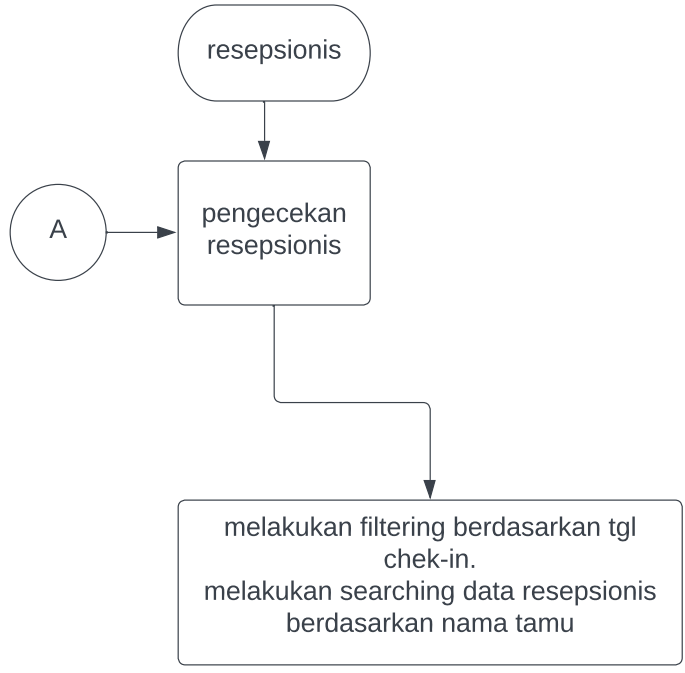 resepsionis
A
pengecekan
resepsionis
melakukan filtering berdasarkan tgl
chek-in.
melakukan searching data resepsionis
berdasarkan nama tamu